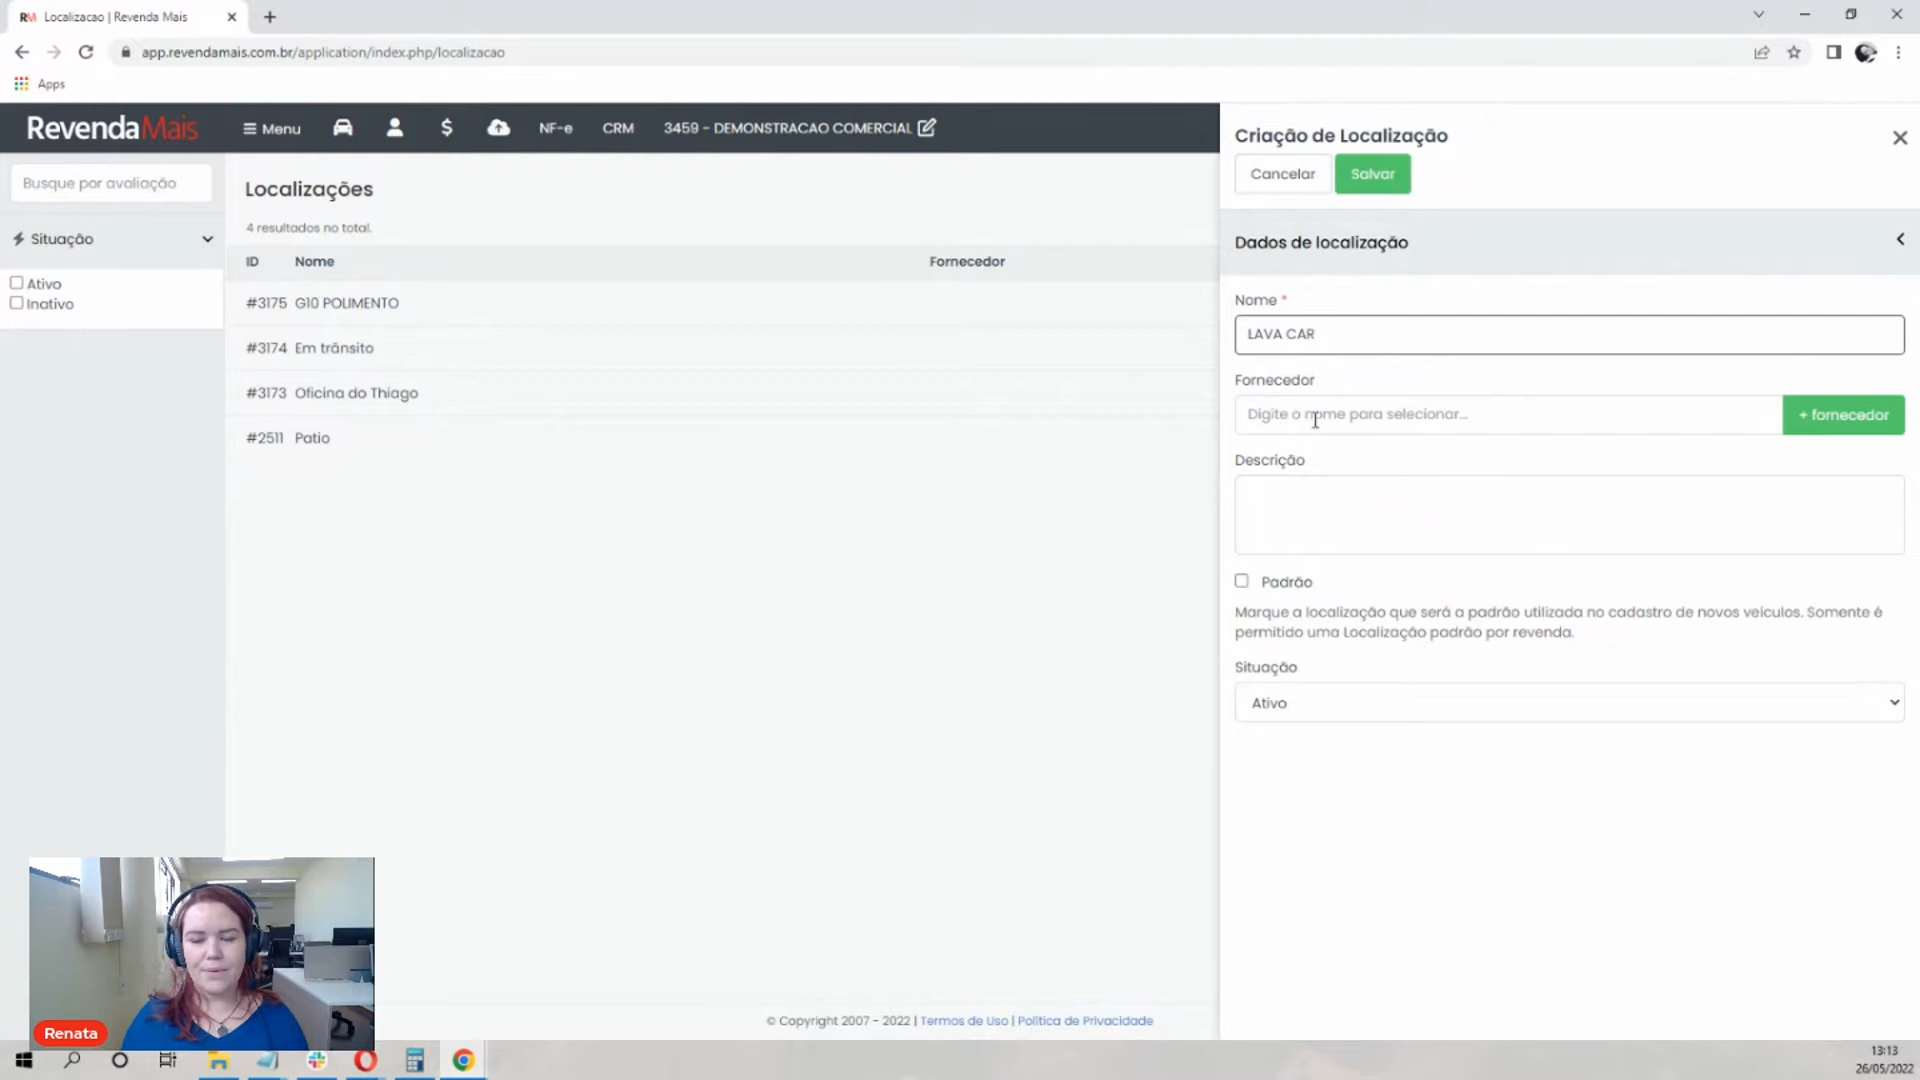 RM Localizacao | Revenda Mais
app.revendamais.com.br/application/index.php/localizacao
Apps
RevendaMais
Menu
$
NF-e
CRM
3459 - DEMONSTRACAO COMERCIAL
Busque por avaliação
Situação
Ativo
Inativo
Localizações
4 resultados no total.
ID Nome Fornecedor
#3175 G10 POLIMENTO
#3174 Em trânsito
#3173 Oficina do Thiago
#2511 Patio
Criação de Localização
Cancelar
Salvar
Dados de localização
Nome *
LAVA CAR
Fornecedor
Digite o nome para selecionar...
+ fornecedor
Descrição
Padrão
Marque a localização que será a padrão utilizada no cadastro de novos veículos. Somente é
permitido uma Localização padrão por revenda.
Situação
Ativo
© Copyright 2007 - 2022 | Termos de Uso | Política de Privacidade
Renata
13:13
26/05/2022